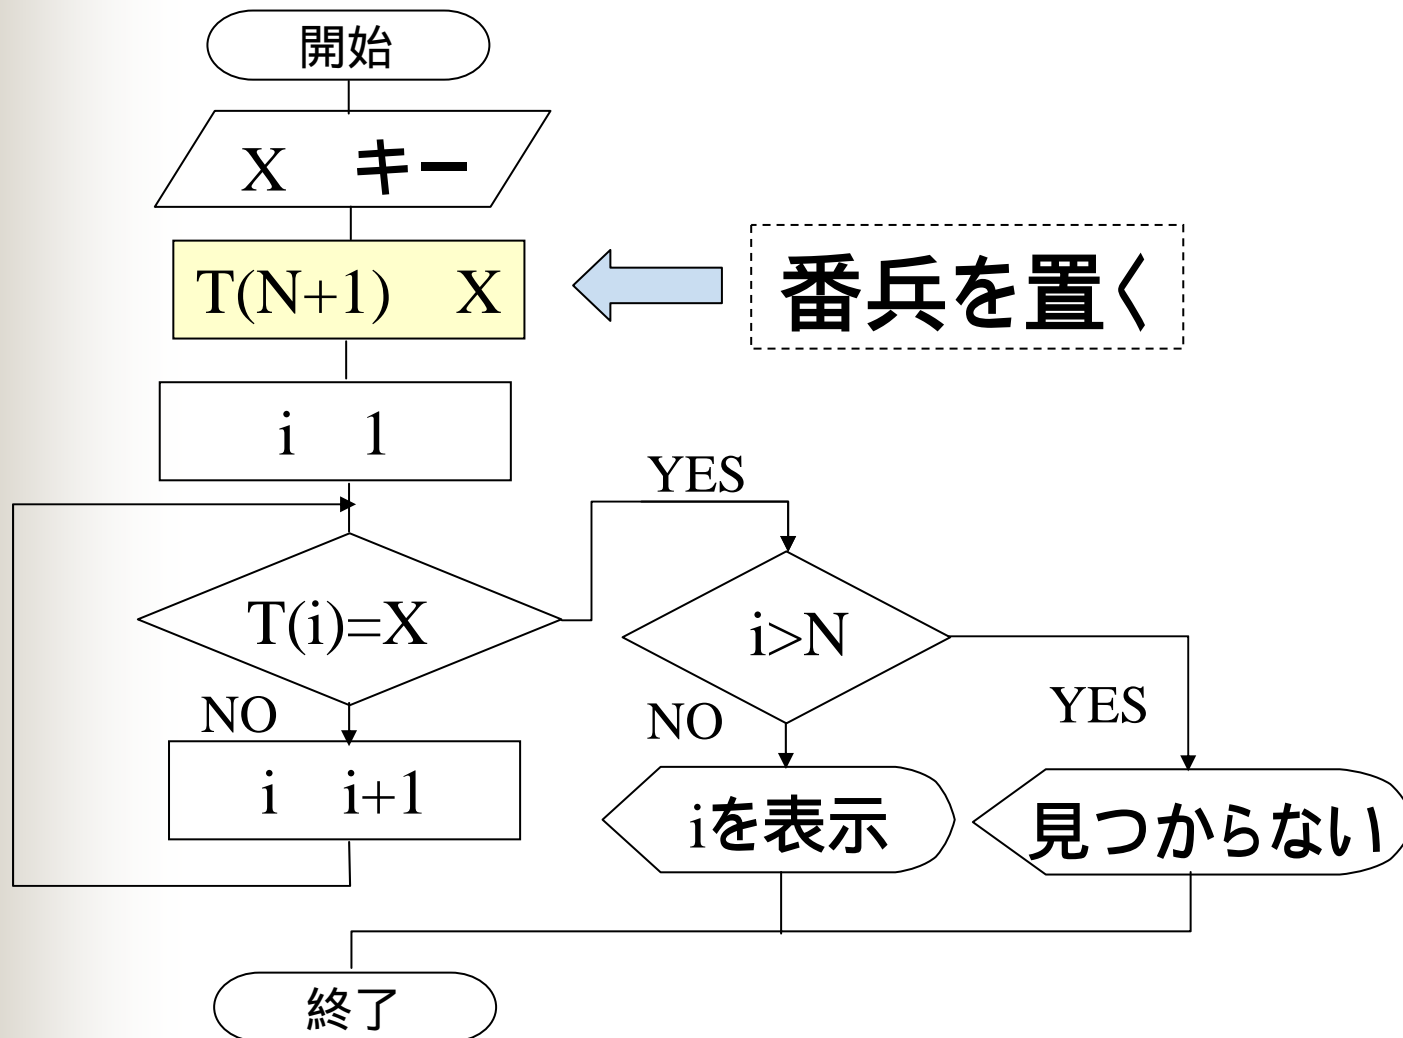 開始
X キー
T(N+1) X
番兵を置く
i 1
YES
T(i)=X
i>N
NO
NO
YES
i i+1
iを表示
見つからない
終了